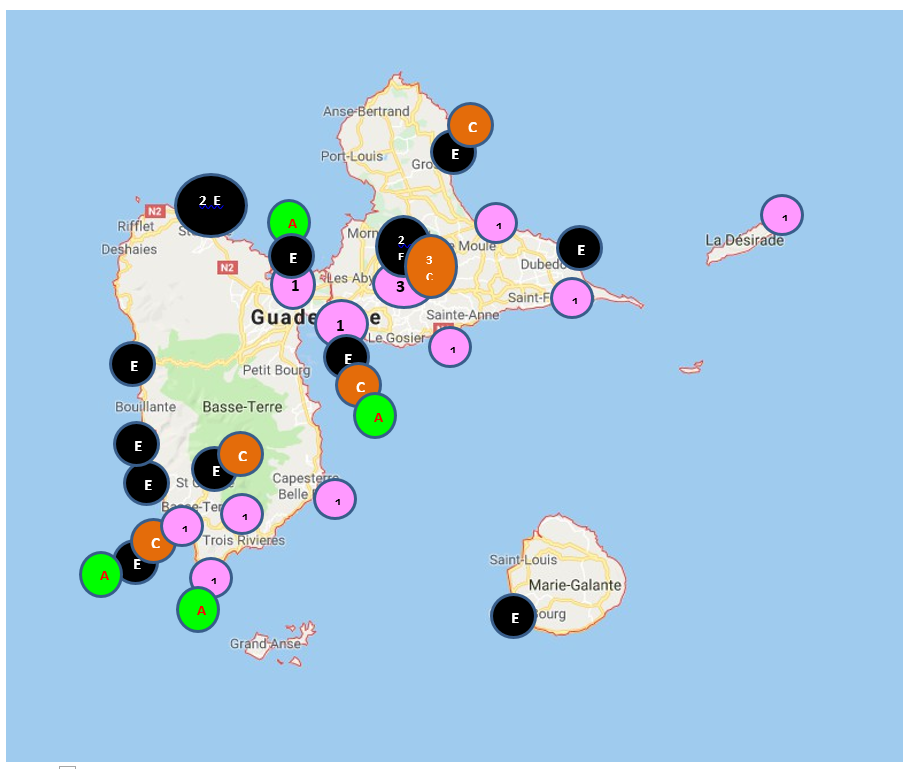 Anse-Bertrand
C
E
Port-Louis
Gro
2 E
N2
A
1
1
Rifflet
St
Morn
2
E
e Moule
La Désirade
Deshaies
E
3
C
E
N2
Les Aby
Dubedo
1
3
Saint-F
1
Guade
ne
1
Sainte-Anne
Le Gosier
1
E
E
Petit Bourg
C
Bouillante
Basse-Terre
A
E
E
C
E
St C
Capesterre
Belle
1
Basse-Ter
1
1
C
Trois Rivieres
E
A
1
A
Saint-Louis
Marie-Galante
E
ourg
Grand Anse